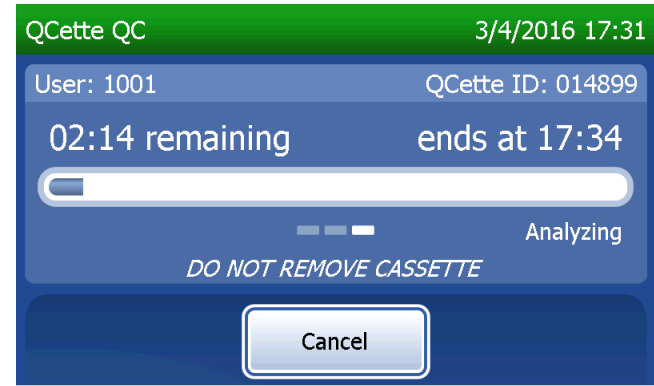 QCette QC 3/4/2016 17:31
User: 1001 QCette ID: 014899
02:14 remaining ends at 17:34
Analyzing
DO NOT REMOVE CASSETTE
Cancel